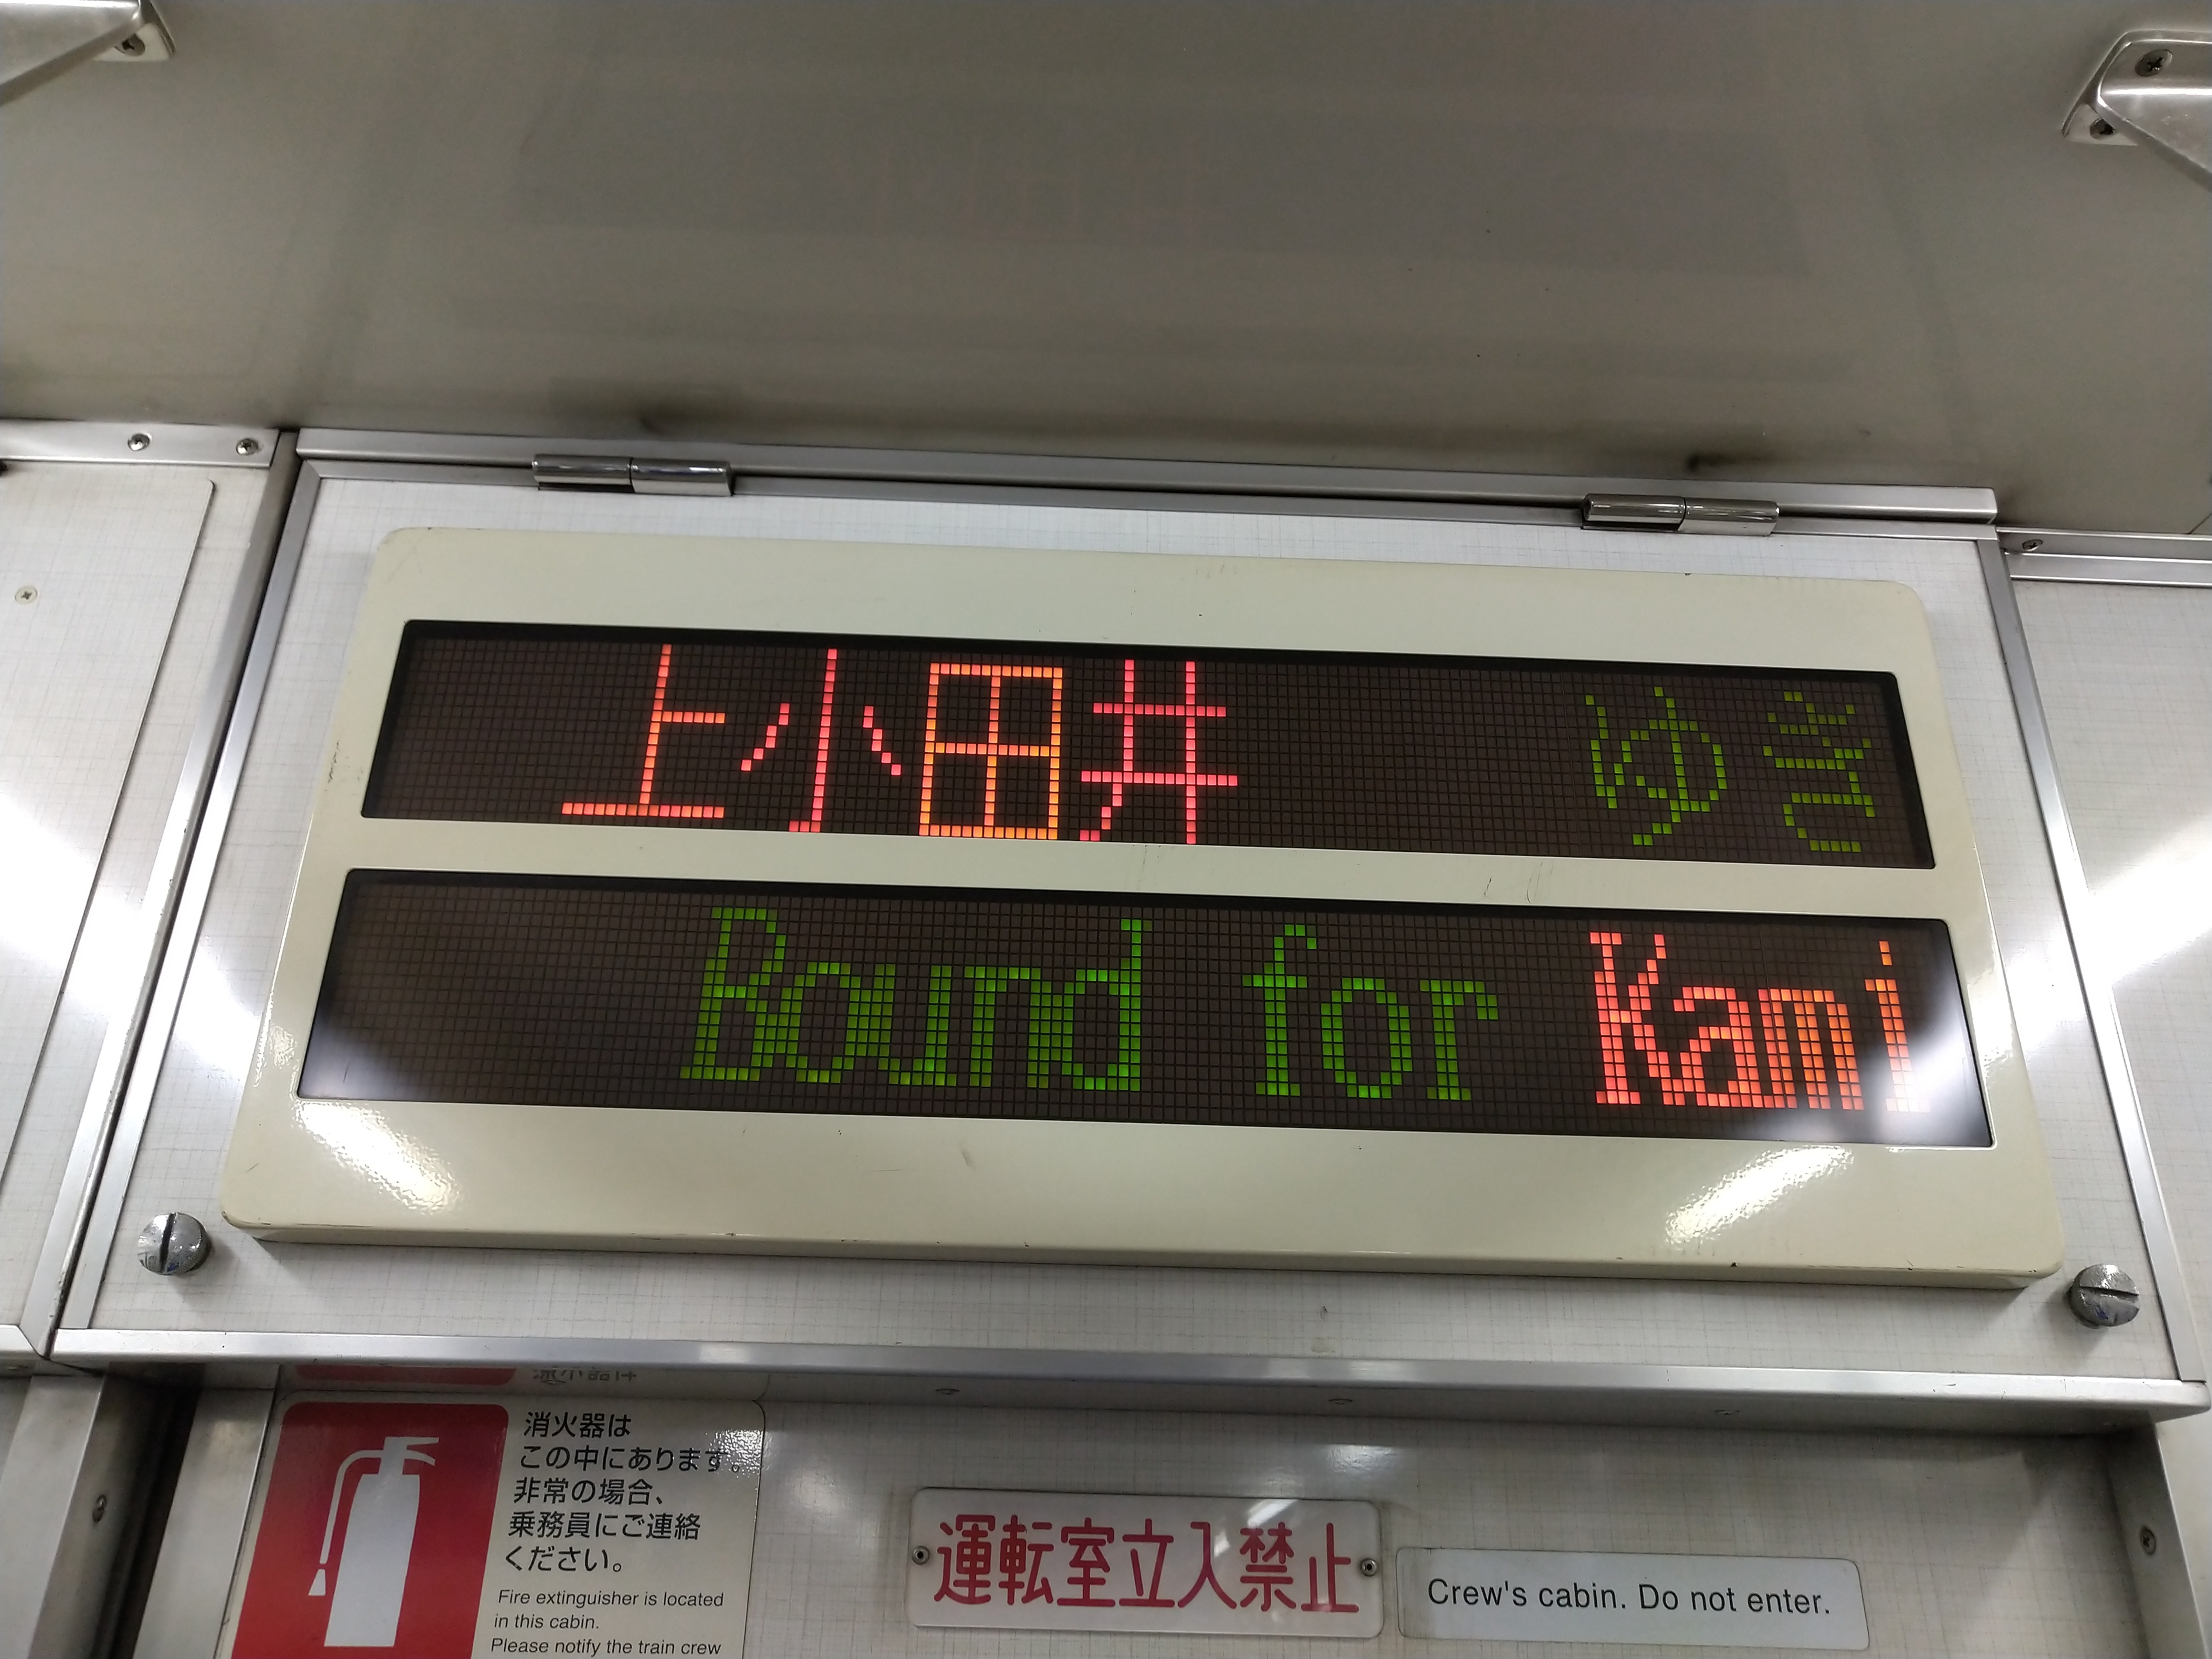 上小田井 ゆき
Bound for Kami
消火器は
この中にあります。
非常の場合、
乗務員にご連絡
ください。
Fire extinguisher is located
in this cabin.
Please notify the train crew
運転室立入禁止
Crew's cabin. Do not enter.